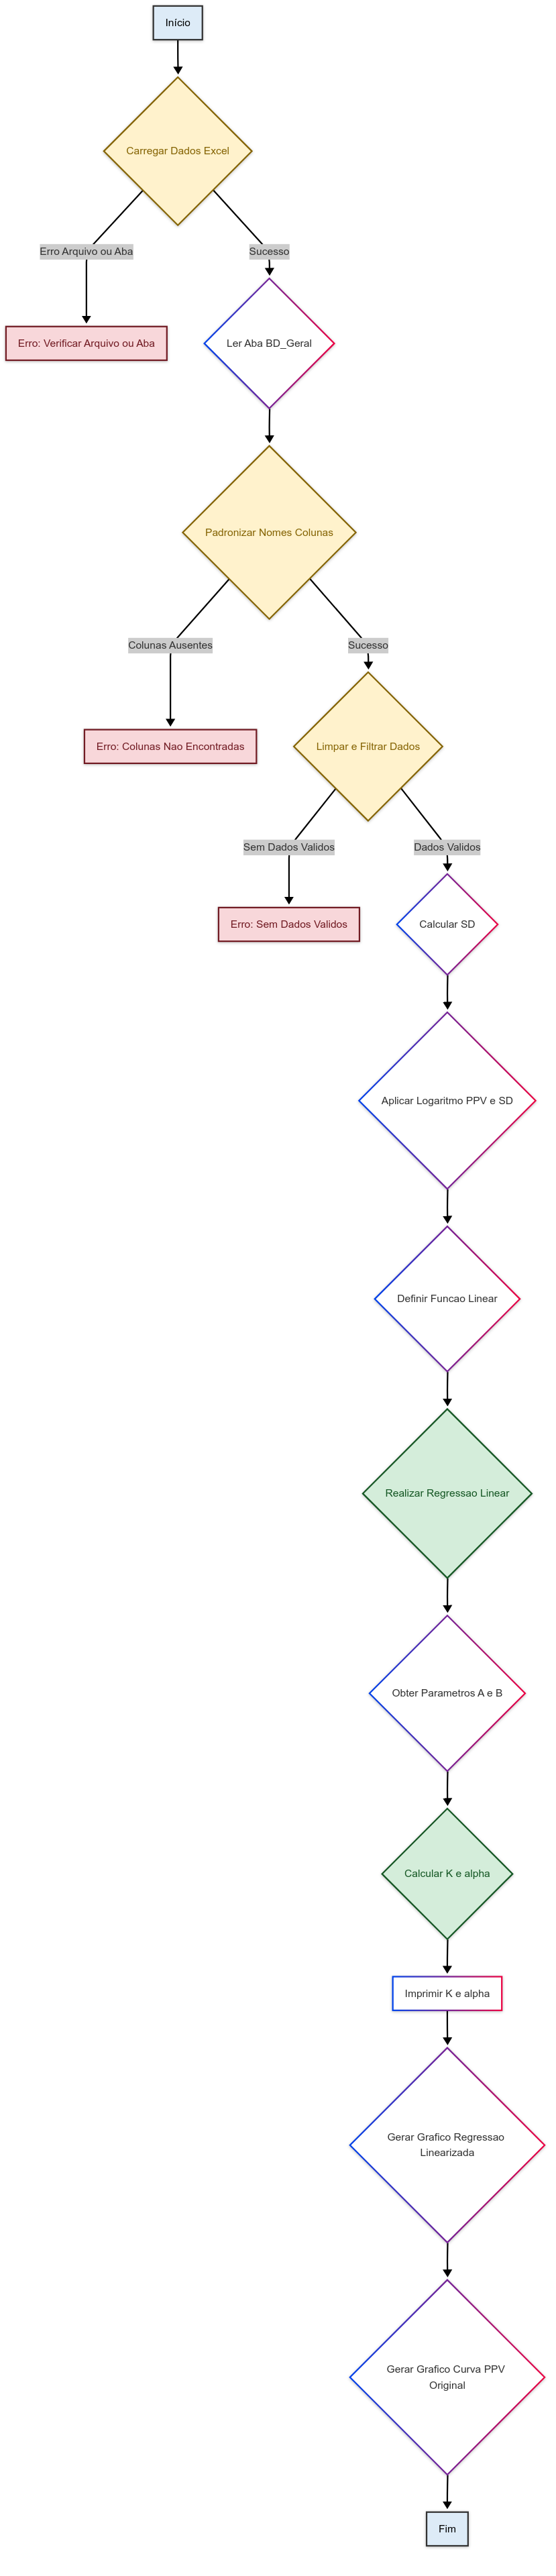 Início
Carregar Dados Excel
Erro Arquivo ou Aba
Sucesso
Erro: Verificar Arquivo ou Aba
Ler Aba BD_Geral
Padronizar Nomes Colunas
Colunas Ausentes
Sucesso
Erro: Colunas Nao Encontradas
Limpar e Filtrar Dados
Sem Dados Validos
Dados Validos
Erro: Sem Dados Validos
Calcular SD
Aplicar Logaritmo PPV e SD
Definir Funcao Linear
Realizar Regressao Linear
Obter Parametros A e B
Calcular K e alpha
Imprimir K e alpha
Gerar Grafico Regressao
Linearizada
Gerar Grafico Curva PPV
Original
Fim